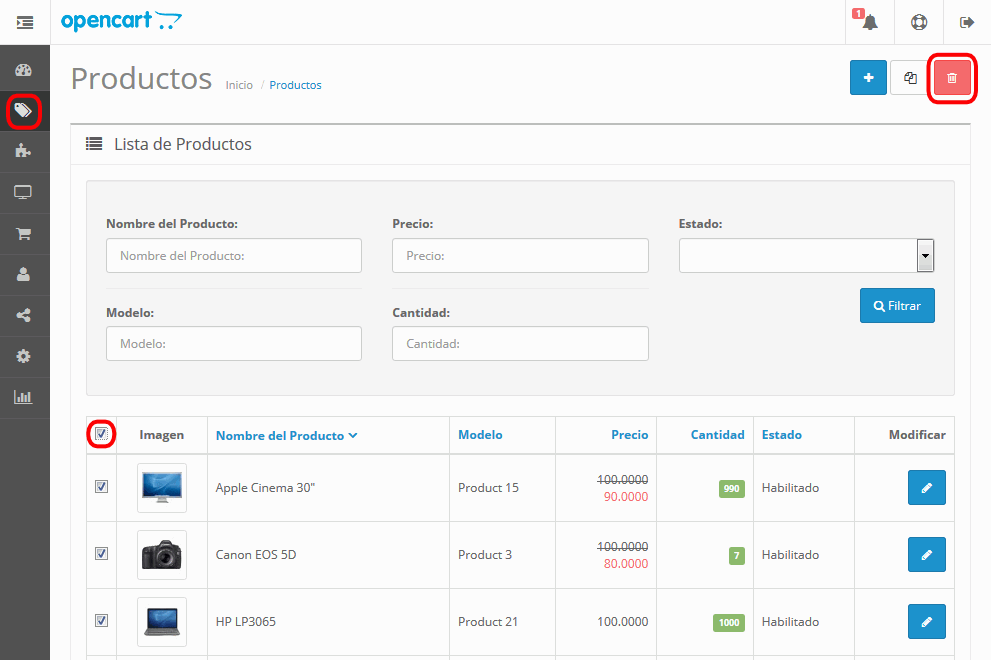 opencart
1
Productos
Inicio / Productos
Lista de Productos
Nombre del Producto: Precio: Estado:
Nombre del Producto: Precio:
Modelo: Cantidad:
Filtrar
Modelo: Cantidad:
Imagen Nombre del Producto Modelo Precio Cantidad Estado Modificar
Apple Cinema 30" Product 15 100.0000 990 Habilitado
90.0000
Canon EOS 5D Product 3 100.0000 7 Habilitado
80.0000
HP LP3065 Product 21 100.0000 1000 Habilitado